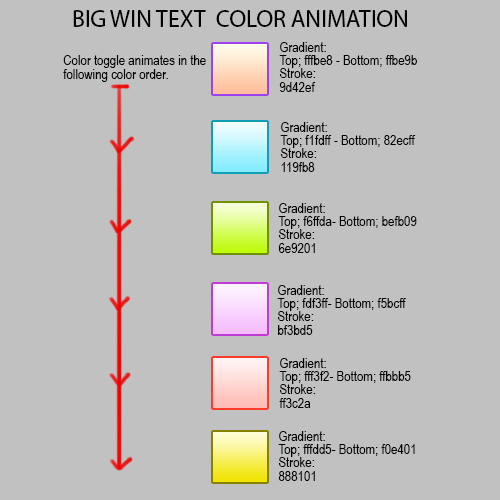 BIG WIN TEXT COLOR ANIMATION
Color toggle animates in the
following color order.
Gradient:
Top; fffbe8 - Bottom; ffbe9b
Stroke:
9d42ef
Gradient:
Top; f1fdff - Bottom; 82ecff
Stroke:
119fb8
Gradient:
Top; f6ffda- Bottom; befb09
Stroke:
6e9201
Gradient:
Top; fdf3ff- Bottom; f5bcff
Stroke:
bf3bd5
Gradient:
Top; fff3f2- Bottom; ffbbb5
Stroke:
ff3c2a
Gradient:
Top; fffdd5- Bottom; f0e401
Stroke:
888101